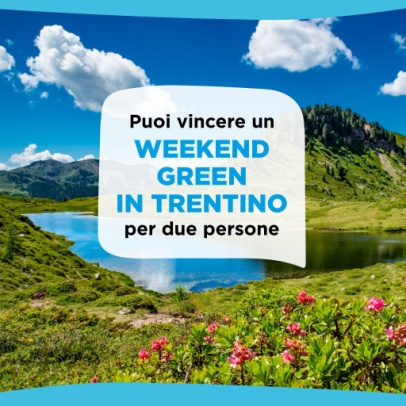 Puoi vincere un
WEEKEND
GREEN
IN TRENTINO
per due persone